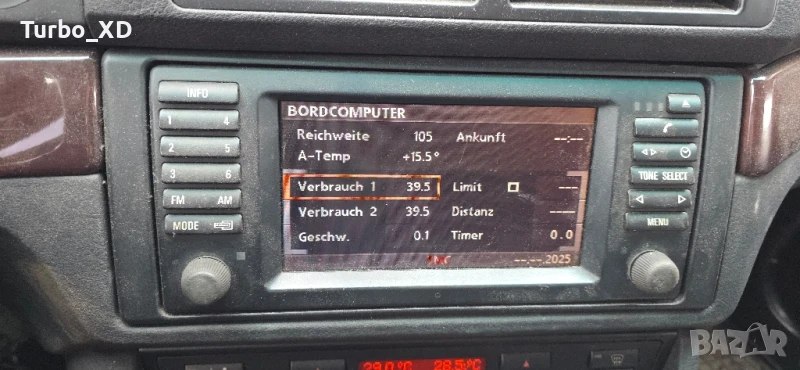 Turbo_XD
INFO
1 4
2 5
3 6
FM AM
MODE
BORDCOMPUTER
Reichweite 105 Ankunft --:--
A-Temp +15.5°
Verbrauch 1 39.5 Limit ---
Verbrauch 2 39.5 Distanz ----
Geschw. 0.1 Timer 0.0
--.--.2025
TONE SELECT
MENU
28.5°C
BAZAR